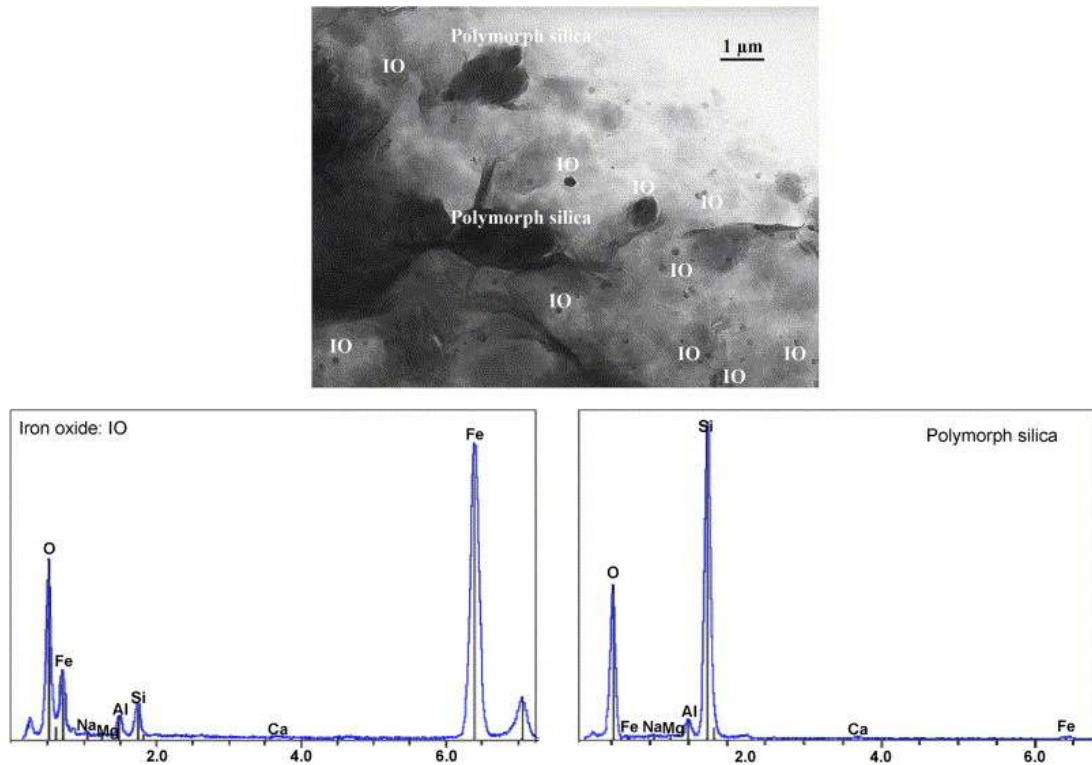 Polymorph silica
1 µm
IO
IO
IO
IO
Polymorph silica
IO
IO
IO
IO
IO
IO
Iron oxide: IO
Fe
O
Fe
Si
Al
Na Mg
Ca
2.0 4.0 6.0
Si
Polymorph silica
O
Al
Fe Na Mg
Ca
Fe
2.0 4.0 6.0